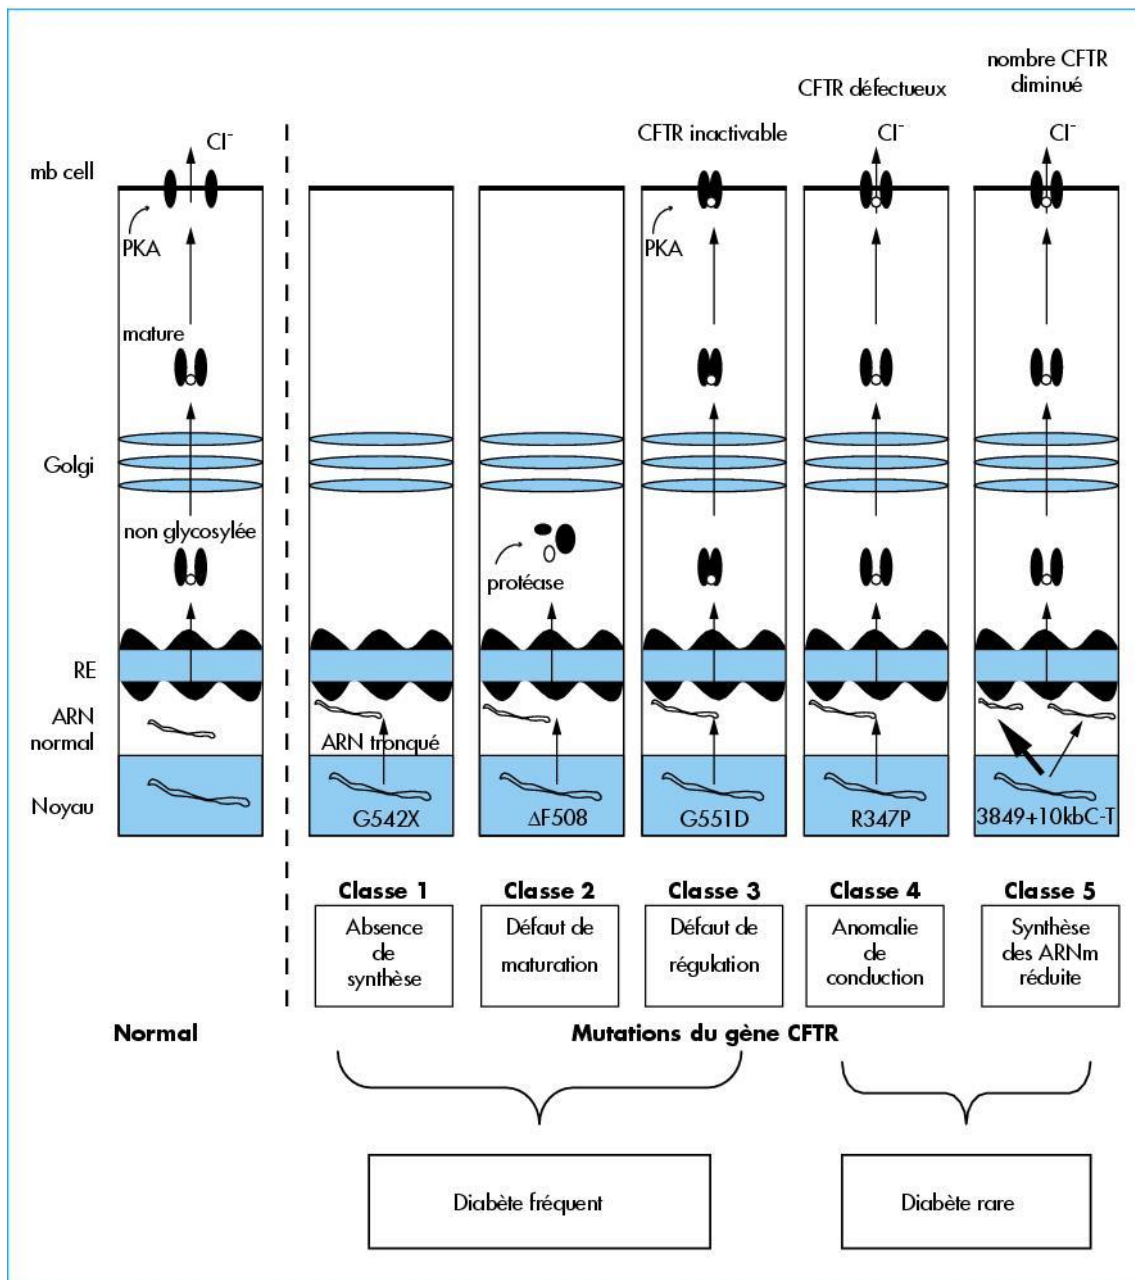 nombre CFTR
diminué
CFTR défectueux
CFTR inactivable
Cl⁻
Cl⁻
Cl⁻
mb cell
PKA
PKA
mature
Golgi
non glycosylée
protéase
RE
ARN
normal
ARN tronqué
Noyau
G542X
ΔF508
G551D
R347P
3849+10kbC-T
Classe 1
Classe 2
Classe 3
Classe 4
Classe 5
Absence
de
synthèse
Défaut de
maturation
Défaut de
régulation
Anomalie
de
conduction
Synthèse
des ARNm
réduite
Normal
Mutations du gène CFTR
Diabète fréquent
Diabète rare